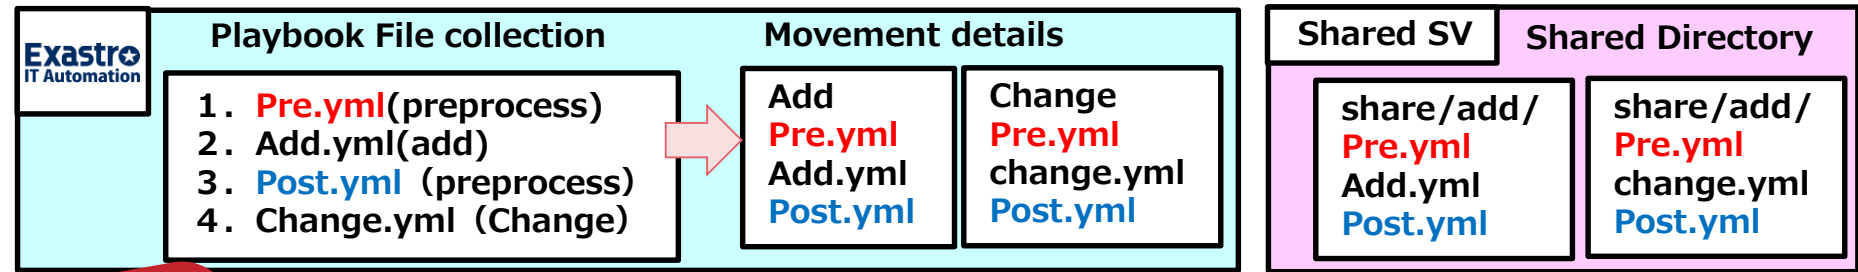 Exastro
IT Automation
Playbook File collection
1. Pre.yml(preprocess)
2. Add.yml(add)
3. Post.yml (preprocess)
4. Change.yml (Change)
Movement details
Add
Pre.yml
Add.yml
Post.yml
Change
Pre.yml
change.yml
Post.yml
Shared SV
Shared Directory
share/add/
Pre.yml
Add.yml
Post.yml
share/add/
Pre.yml
change.yml
Post.yml